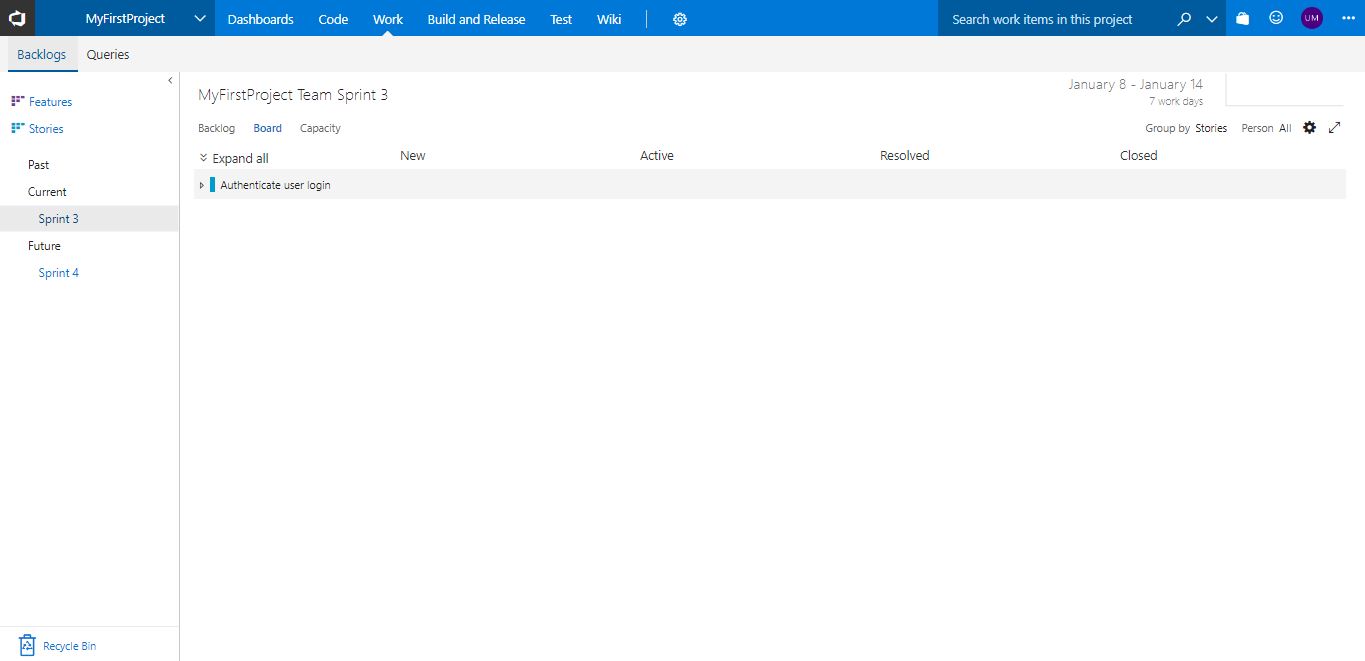 MyFirstProject Dashboards Code Work Build and Release Test Wiki Search work items in this project UM
Backlogs Queries
Features
Stories
Past
Current
Sprint 3
Future
Sprint 4
Recycle Bin
MyFirstProject Team Sprint 3
January 8 - January 14
7 work days
Backlog Board Capacity
Group by Stories Person All
Expand all New Active Resolved Closed
Authenticate user login